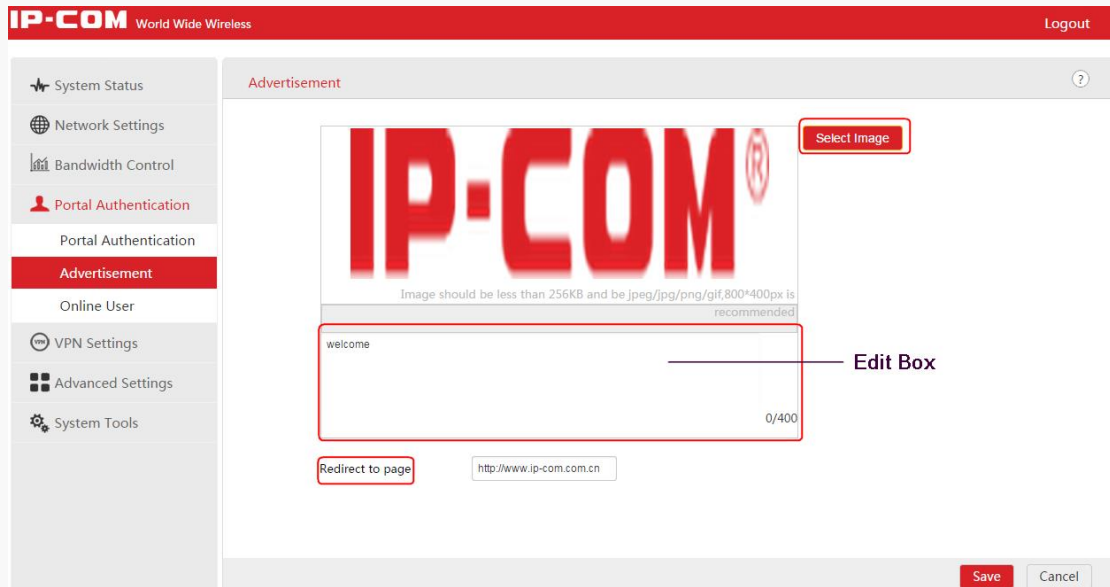 IP-COM World Wide Wireless
Logout
System Status
Network Settings
Bandwidth Control
Portal Authentication
Portal Authentication
Advertisement
Online User
VPN Settings
Advanced Settings
System Tools
Advertisement
?
IP-COM®
Select Image
Image should be less than 256KB and be jpeg/jpg/png/gif,800*400px is
recommended
welcome
Edit Box
0/400
Redirect to page
http://www.ip-com.com.cn
Save
Cancel